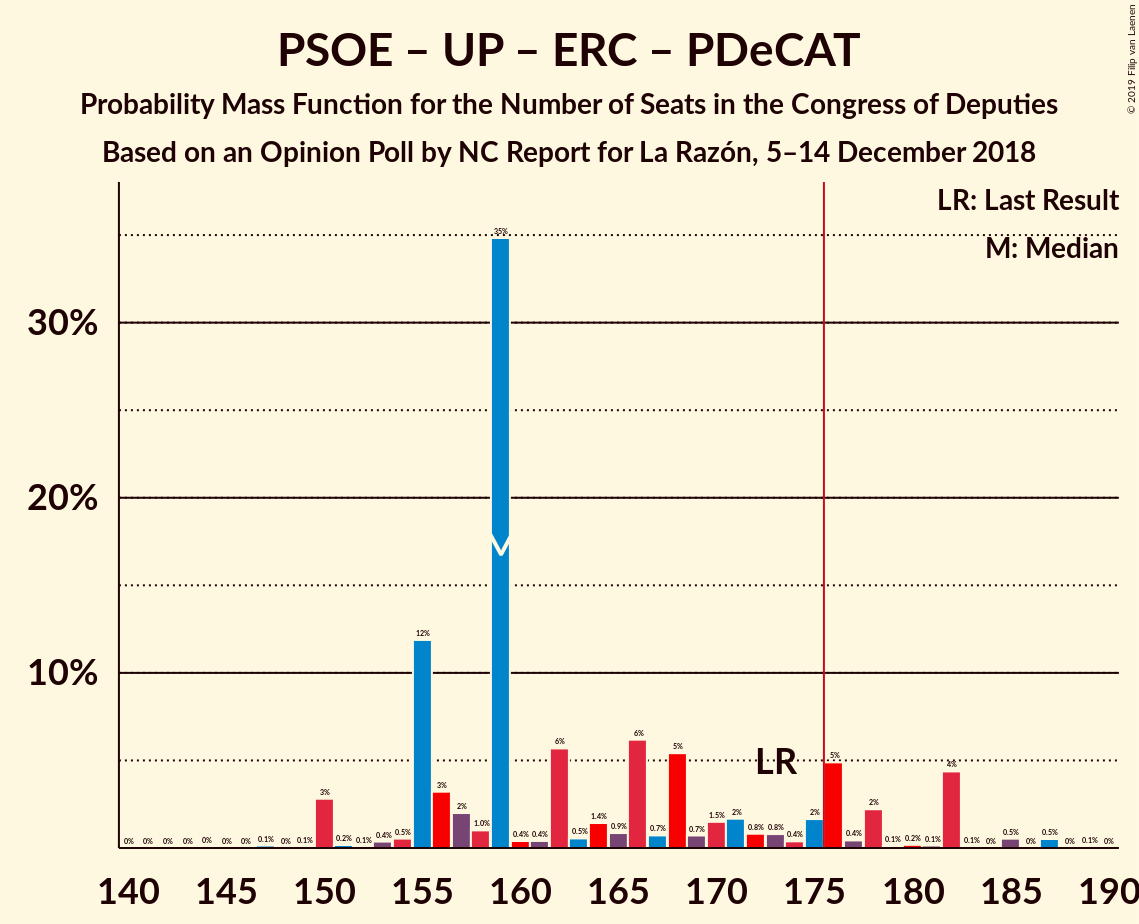 PSOE – UP – ERC – PDeCAT
Probability Mass Function for the Number of Seats in the Congress of Deputies
Based on an Opinion Poll by NC Report for La Razón, 5–14 December 2018
© 2019 Filip van Laenen
LR: Last Result
M: Median
30%
20%
10%
LR
0% 0% 0% 0% 0% 0% 0% 0.1% 0% 0.1% 3% 0.2% 0.1% 0.4% 0.5% 12% 3% 2% 1.0% 35% 0.4% 0.4% 6% 0.5% 1.4% 0.9% 6% 0.7% 5% 0.7% 1.5% 2% 0.8% 0.8% 0.4% 2% 5% 0.4% 2% 0.1% 0.2% 0.1% 4% 0.1% 0% 0.5% 0% 0.5% 0% 0.1% 0%
140 145 150 155 160 165 170 175 180 185 190